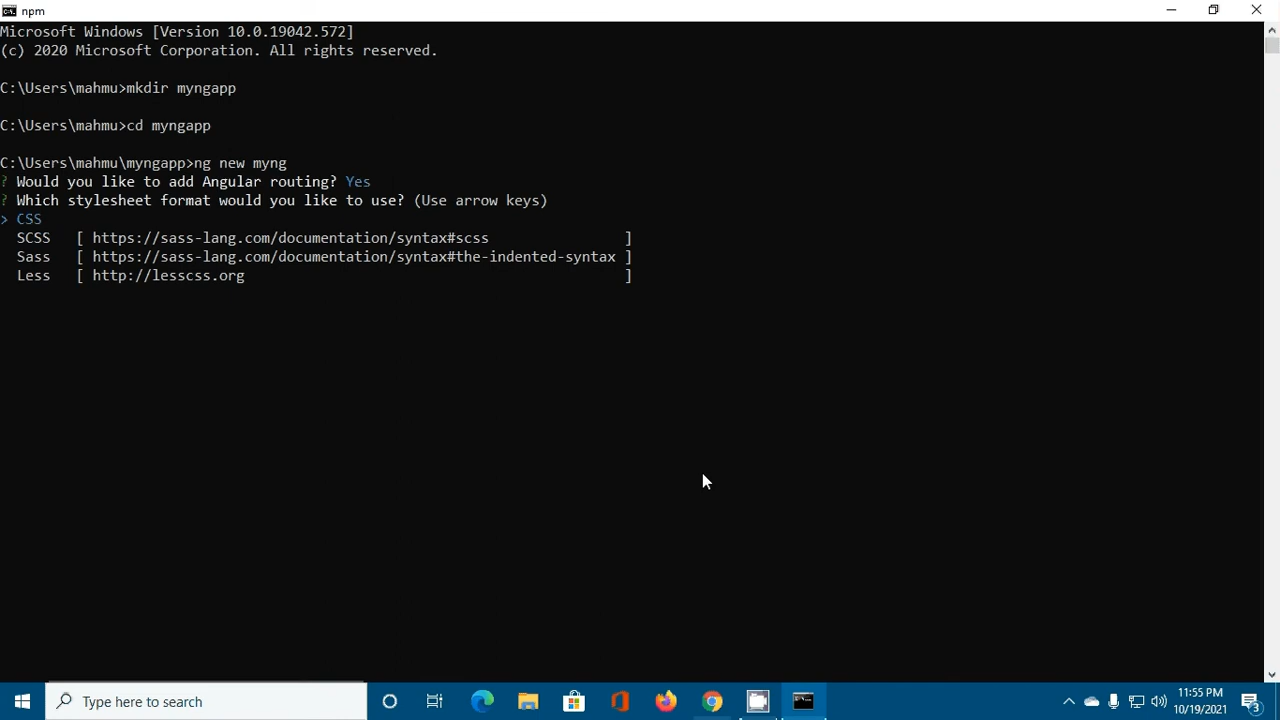 npm
Microsoft Windows [Version 10.0.19042.572]
(c) 2020 Microsoft Corporation. All rights reserved.
C:\Users\mahmu>mkdir myngapp
C:\Users\mahmu>cd myngapp
C:\Users\mahmu\myngapp>ng new myng
? Would you like to add Angular routing? Yes
? Which stylesheet format would you like to use? (Use arrow keys)
> CSS
SCSS [ https://sass-lang.com/documentation/syntax#scss ]
Sass [ https://sass-lang.com/documentation/syntax#the-indented-syntax ]
Less [ http://lesscss.org ]
Type here to search
11:55 PM
10/19/2021
3